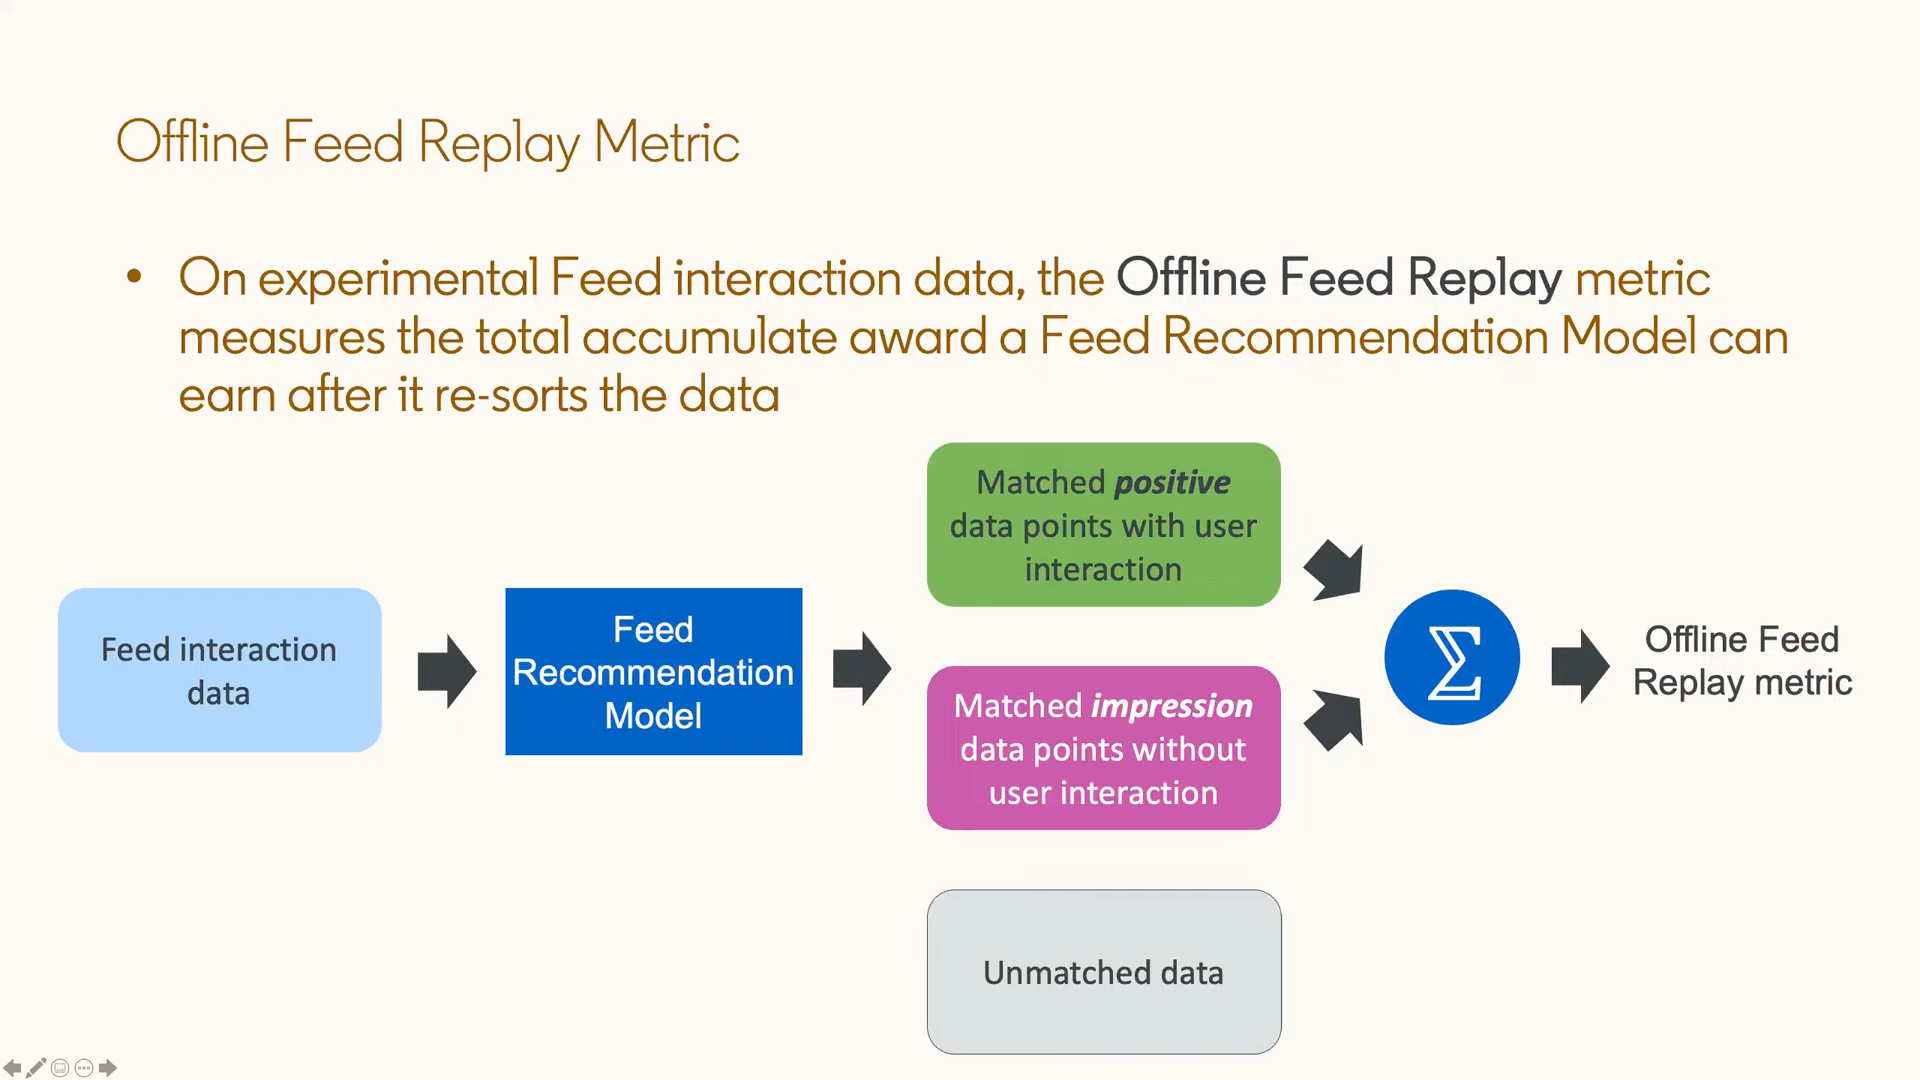 Offline Feed Replay Metric
• On experimental Feed interaction data, the Offline Feed Replay metric
measures the total accumulate award a Feed Recommendation Model can
earn after it re-sorts the data
Feed interaction
data
Feed
Recommendation
Model
Matched positive
data points with user
interaction
Matched impression
data points without
user interaction
Unmatched data
Σ
Offline Feed
Replay metric